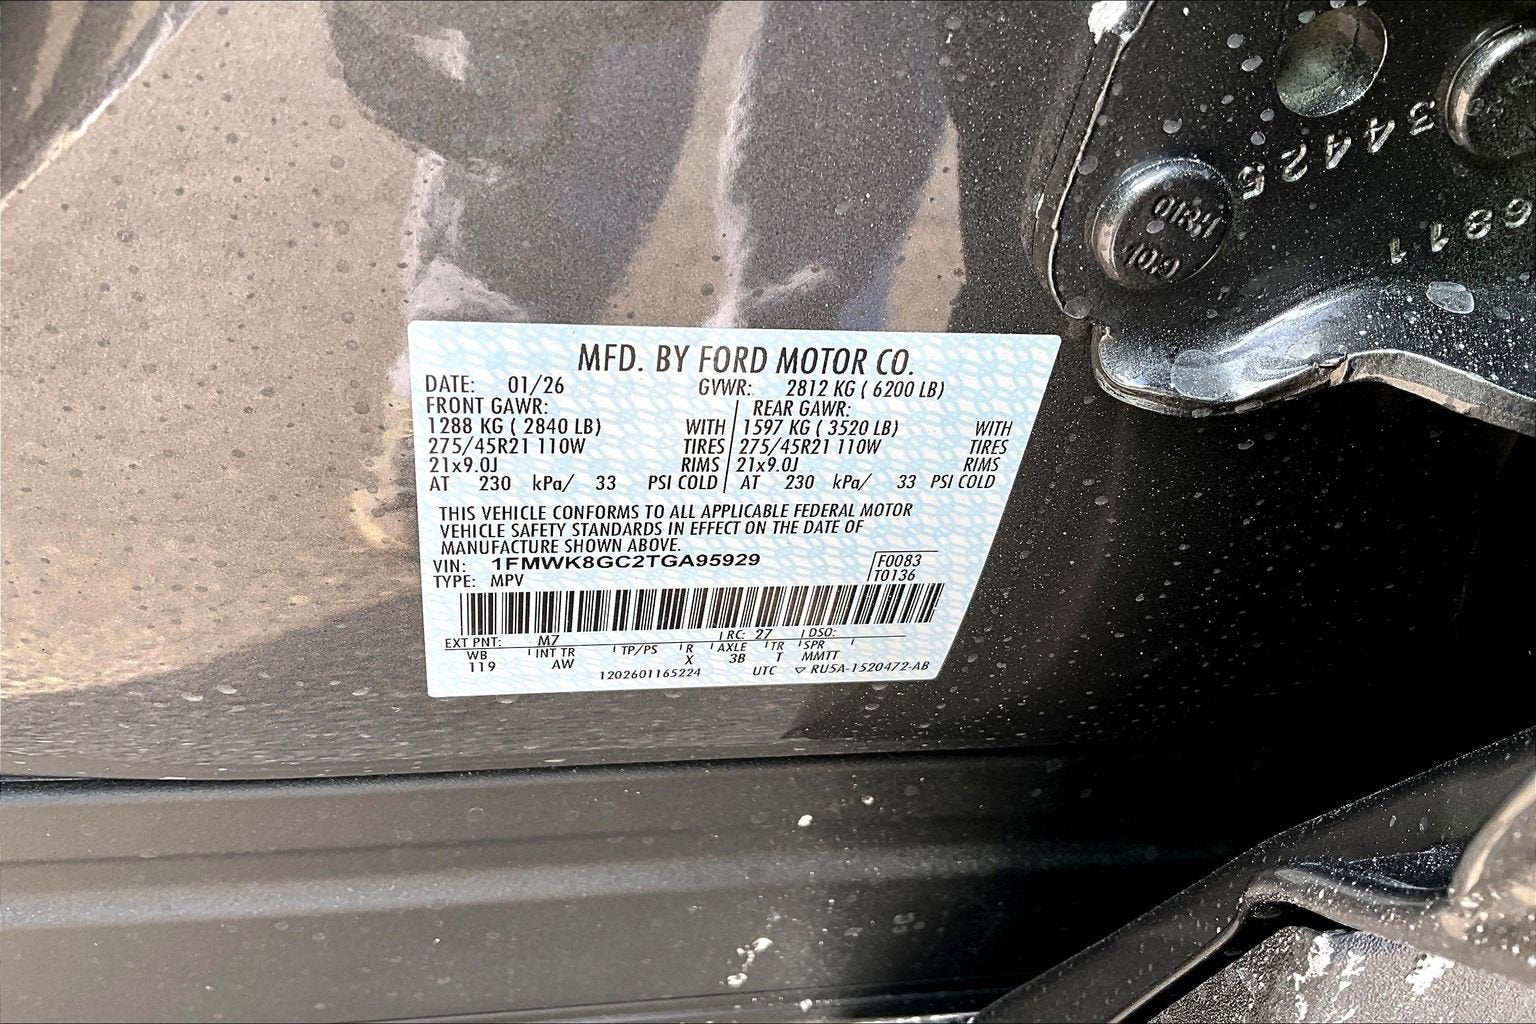 MFD. BY FORD MOTOR CO.
DATE: 01/26 GVWR: 2812 KG ( 6200 LB)
FRONT GAWR: REAR GAWR:
1288 KG ( 2840 LB) WITH 1597 KG ( 3520 LB) WITH
275/45R21 110W TIRES 275/45R21 110W TIRES
21x9.0J RIMS 21x9.0J RIMS
AT 230 kPa/ 33 PSI COLD AT 230 kPa/ 33 PSI COLD
THIS VEHICLE CONFORMS TO ALL APPLICABLE FEDERAL MOTOR
VEHICLE SAFETY STANDARDS IN EFFECT ON THE DATE OF
MANUFACTURE SHOWN ABOVE.
VIN: 1FMWK8GC2TGA95929 F0083
TYPE: MPV T0136
EXT PNT: M7 RC: 27 DSO:
WB INT TR TP/PS R AXLE TR SPR
119 AW X 3B T MMTT
1202601165224 UTC ▽ RU5A-1520472-AB
34425
6811